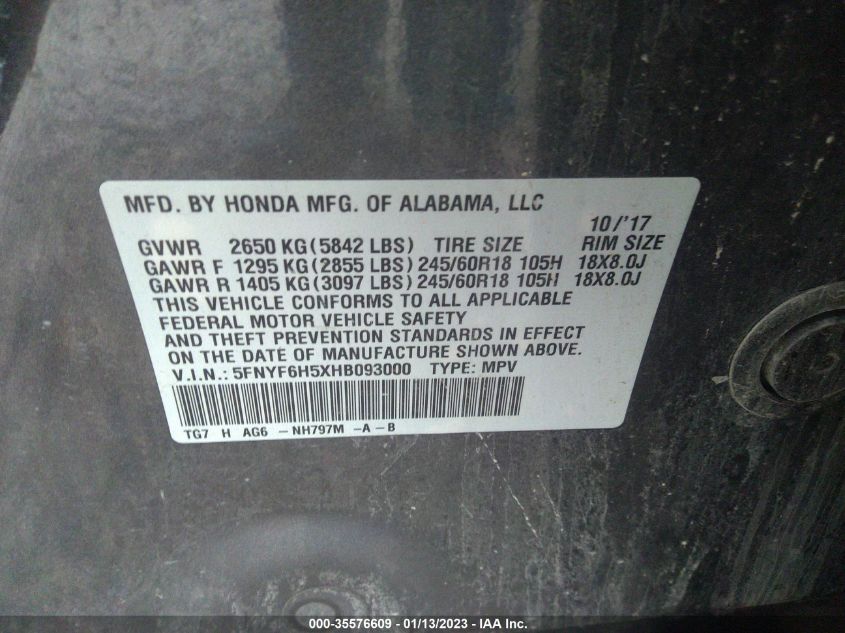 MFD. BY HONDA MFG. OF ALABAMA, LLC
10/'17
GVWR 2650 KG(5842 LBS) TIRE SIZE RIM SIZE
GAWR F 1295 KG(2855 LBS)245/60R18 105H 18X8.0J
GAWR R 1405 KG(3097 LBS)245/60R18 105H 18X8.0J
THIS VEHICLE CONFORMS TO ALL APPLICABLE
FEDERAL MOTOR VEHICLE SAFETY
AND THEFT PREVENTION STANDARDS IN EFFECT
ON THE DATE OF MANUFACTURE SHOWN ABOVE.
V.I.N.: 5FNYF6H5XHB093000 TYPE: MPV
TG7 H AG6 -NH797M -A-B
000-35576609 - 01/13/2023 - IAA Inc.